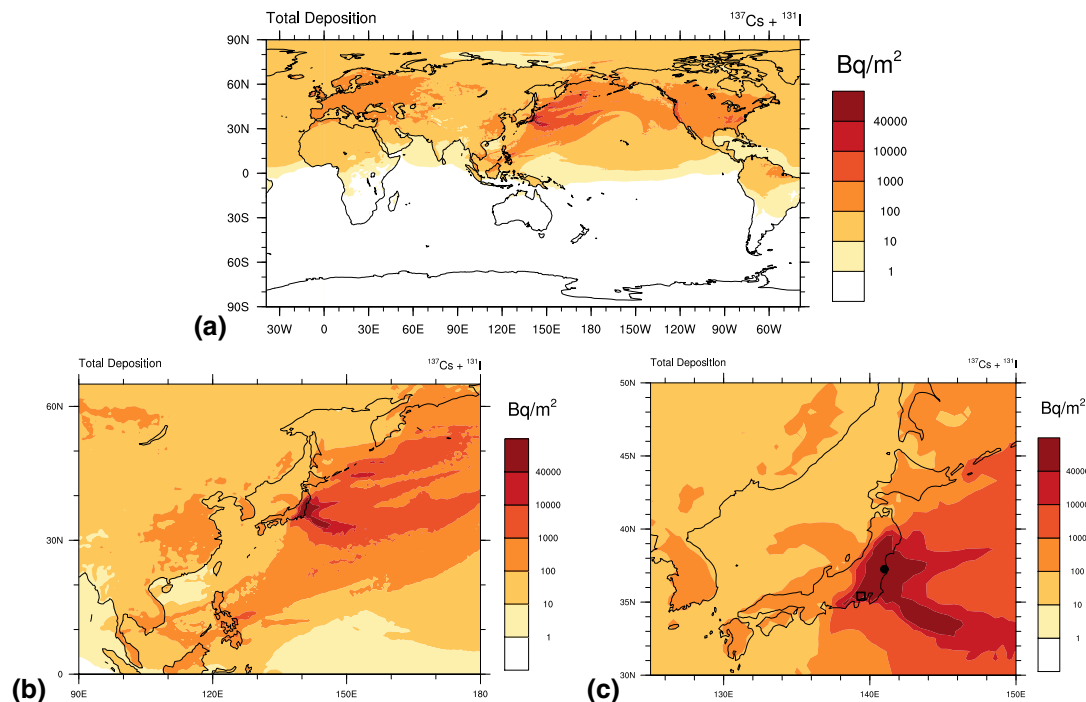 Total Deposition
¹³⁷Cs + ¹³¹I
90N
60N
30N
0
30S
60S
90S
30W 0 30E 60E 90E 120E 150E 180 150W 120W 90W 60W
Bq/m²
40000
10000
1000
100
10
1
(a)
Total Deposition
¹³⁷Cs + ¹³¹I
60N
30N
0
90E 120E 150E 180
Bq/m²
40000
10000
1000
100
10
1
(b)
Total Deposition
¹³⁷Cs + ¹³¹I
50N
45N
40N
35N
30N
130E 140E 150E
Bq/m²
40000
10000
1000
100
10
1
(c)